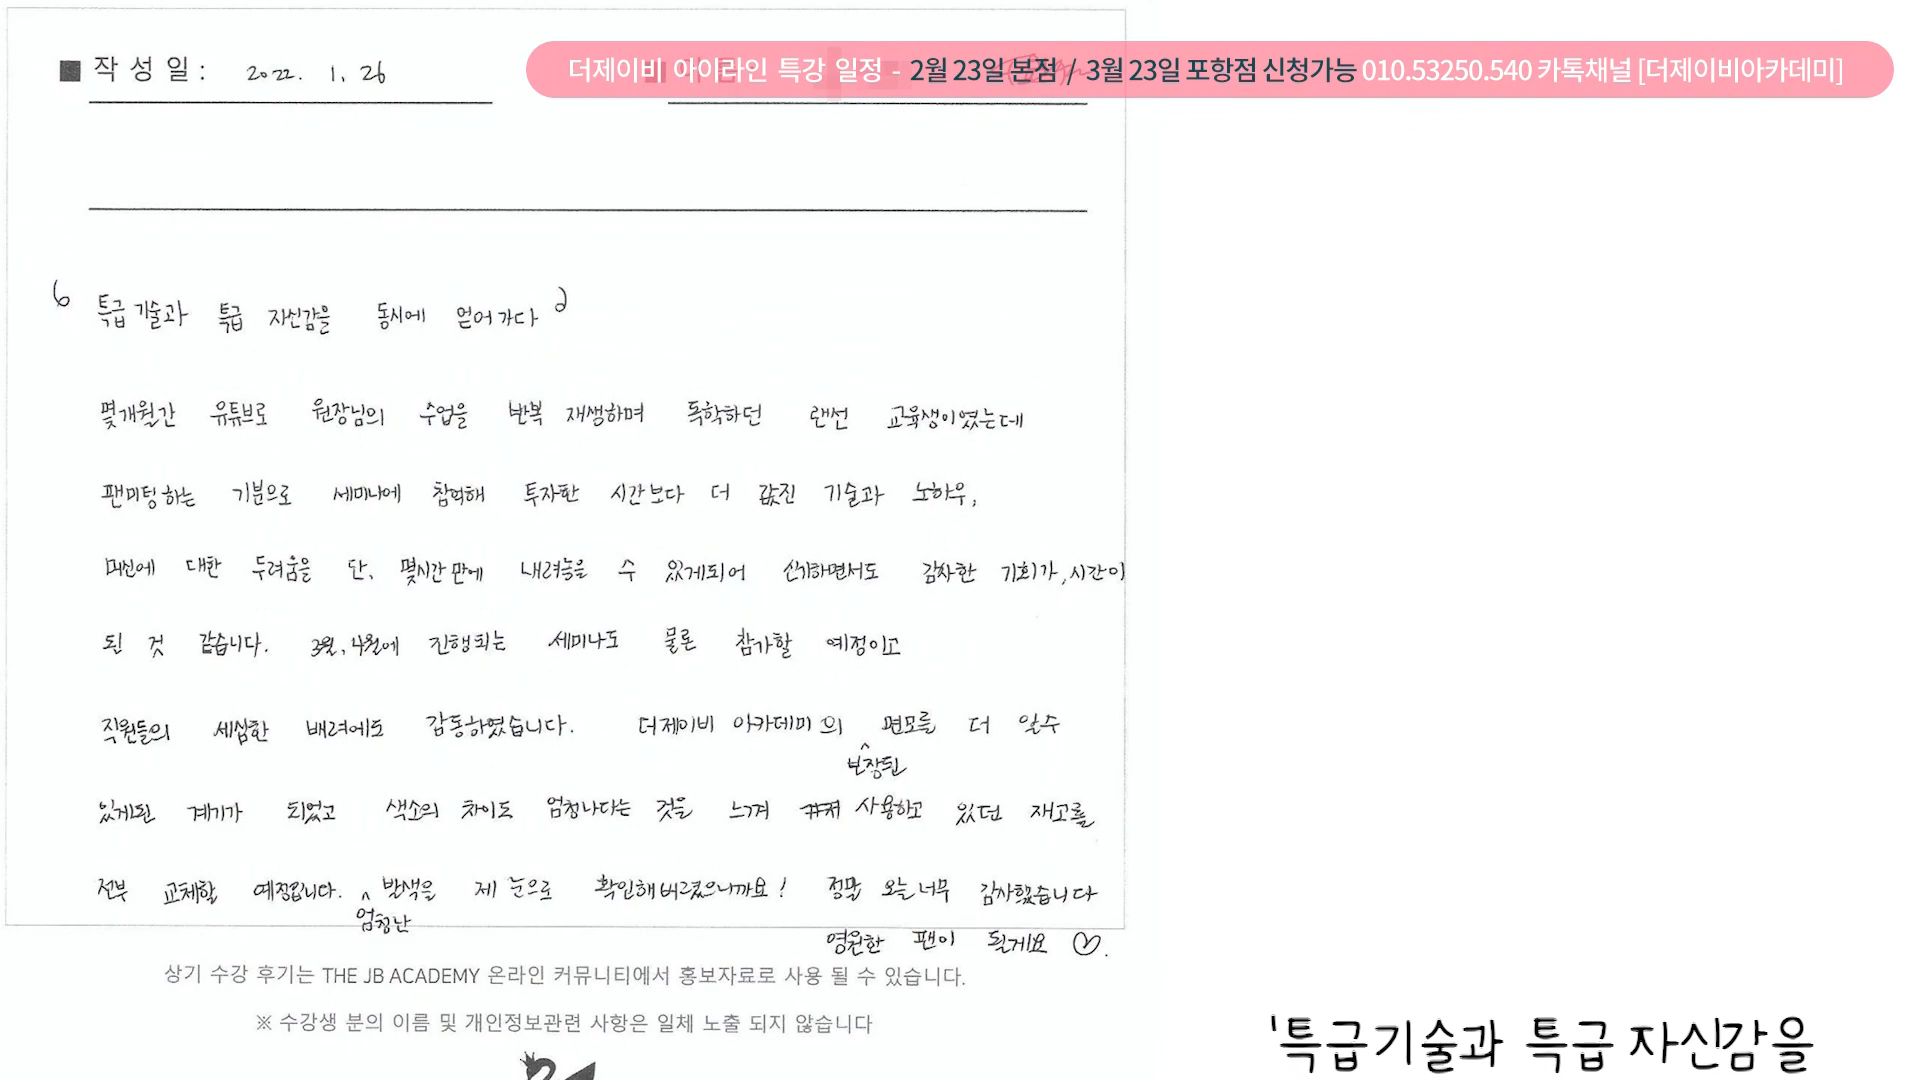 더제이비 아이라인 특강 일정 - 2월 23일 본점 / 3월 23일 포항점 신청가능 010.53250.540 카톡채널 [더제이비아카데미]
■ 작 성 일 : 2022. 1. 26
6 특급 기술과 특급 자신감을 동시에 얻어가다 2
몇개월간 유튜브로 원장님의 수업을 반복 재생하며 독학하던 랜선 교육생이였는데
팬미팅하는 기분으로 세미나에 참석해 투자한 시간보다 더 값진 기술과 노하우,
머신에 대한 두려움을 단, 몇시간 만에 내려놓을 수 있게되어 신기하면서도 감사한 기회가, 시간이
된 것 같습니다. 3월, 4월에 진행되는 세미나도 물론 참가할 예정이고
직원들의 세심한 배려에도 감동하였습니다. 더제이비 아카데미의 면모를 더 알수
보장된
있게된 계기가 되었고 색소의 차이도 엄청나다는 것을 느껴 사용하고 있던 재고를
전부 교체할 예정입니다. 발색을 제 눈으로 확인해버렸으니까요! 정말 오늘 너무 감사했습니다
엄청난
영원한 팬이 될게요 ♡.
상기 수강 후기는 THE JB ACADEMY 온라인 커뮤니티에서 홍보자료로 사용 될 수 있습니다.
※ 수강생 분의 이름 및 개인정보관련 사항은 일체 노출 되지 않습니다
'특급기술과 특급 자신감을